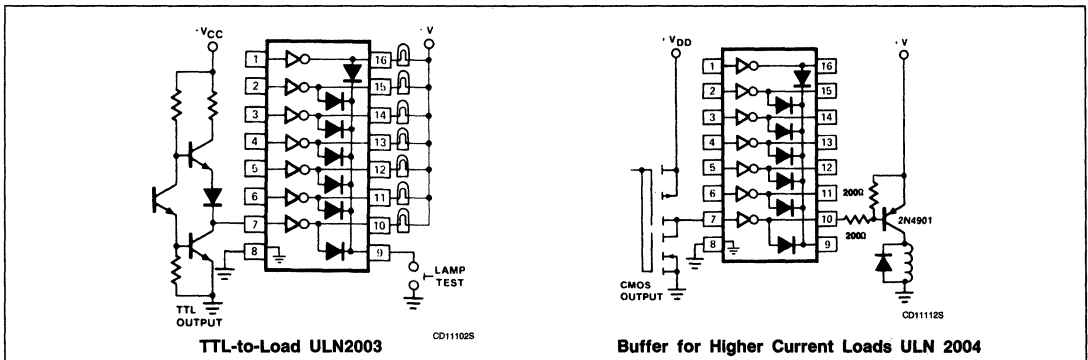 VCC
1
2
3
4
5
6
7
8
16
15
14
13
12
11
10
9
V
LAMP
TEST
TTL
OUTPUT
CD11102S
TTL-to-Load ULN2003
VDD
1
2
3
4
5
6
7
8
16
15
14
13
12
11
10
9
V
200Ω
200Ω
2N4901
CMOS
OUTPUT
CD11112S
Buffer for Higher Current Loads ULN 2004